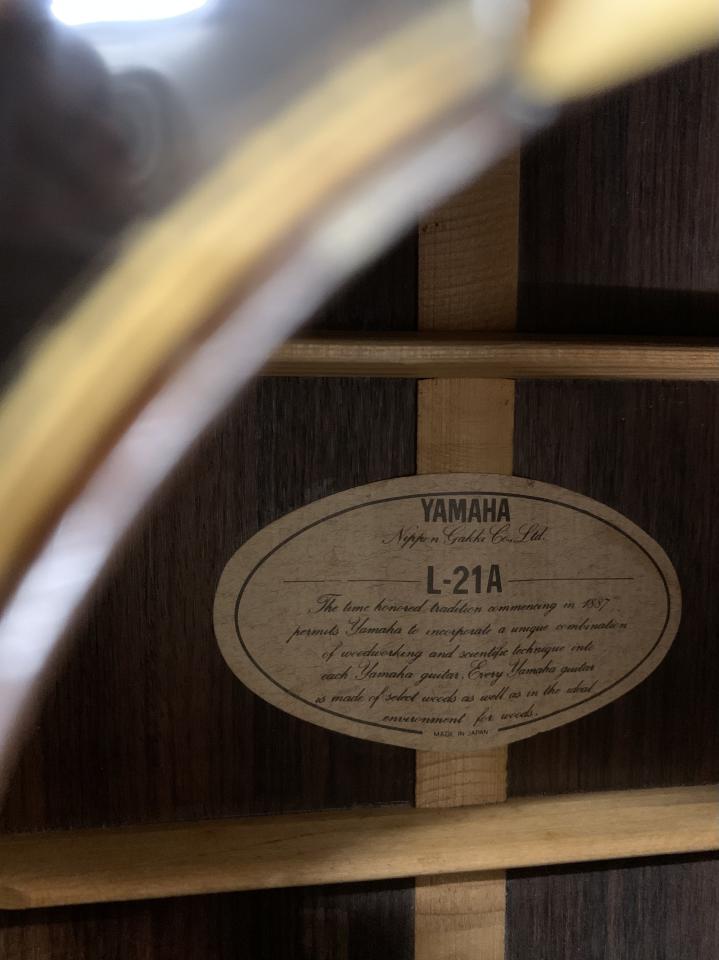 YAMAHA
Nippon Gakki Co., Ltd.
L-21A
The time honored tradition commencing in 1887
permits Yamaha to incorporate a unique combination
of woodworking and scientific technique into
each Yamaha guitar. Every Yamaha guitar
is made of select woods as well as in the ideal
environment for woods.
MADE IN JAPAN